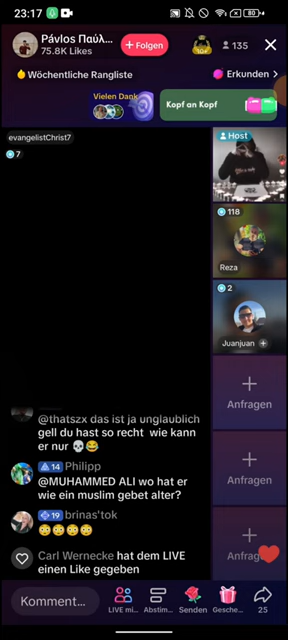 23:17
80
Pávlos Παύλ...
75.8K Likes
+ Folgen
135
Wöchentliche Rangliste
Erkunden >
Vielen Dank
Kopf an Kopf
evangelistChrist7
7
Host
118
Reza
2
Juanjuan +
Anfragen
Anfragen
Anfrag
@thatszx das ist ja unglaublich
gell du hast so recht wie kann
er nur 💀😂
14 Philipp
@MUHAMMED ALI wo hat er
wie ein muslim gebet alter?
19 brinas'tok
😳😳😳😳
Carl Wernecke hat dem LIVE
einen Like gegeben
Komment...
LIVE mi...
Abstim...
Senden
Gesche...
25